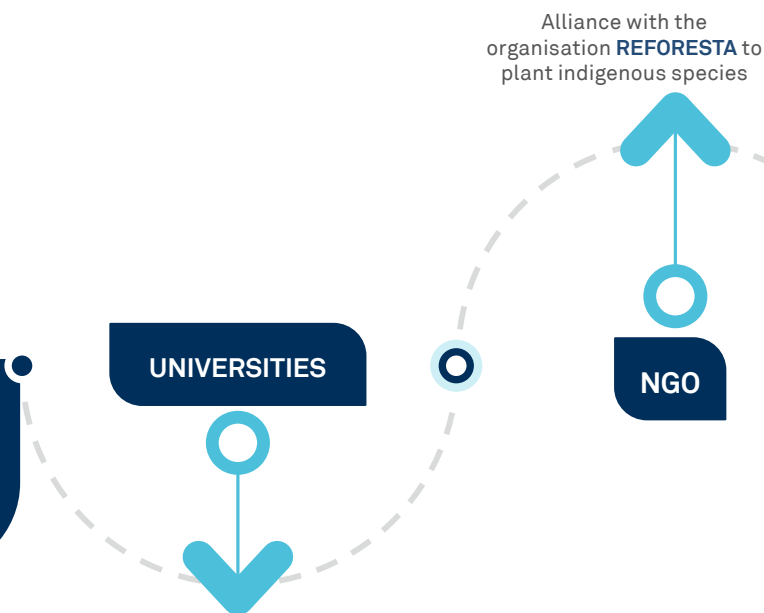 Alliance with the
organisation REFORESTA to
plant indigenous species
UNIVERSITIES
NGO